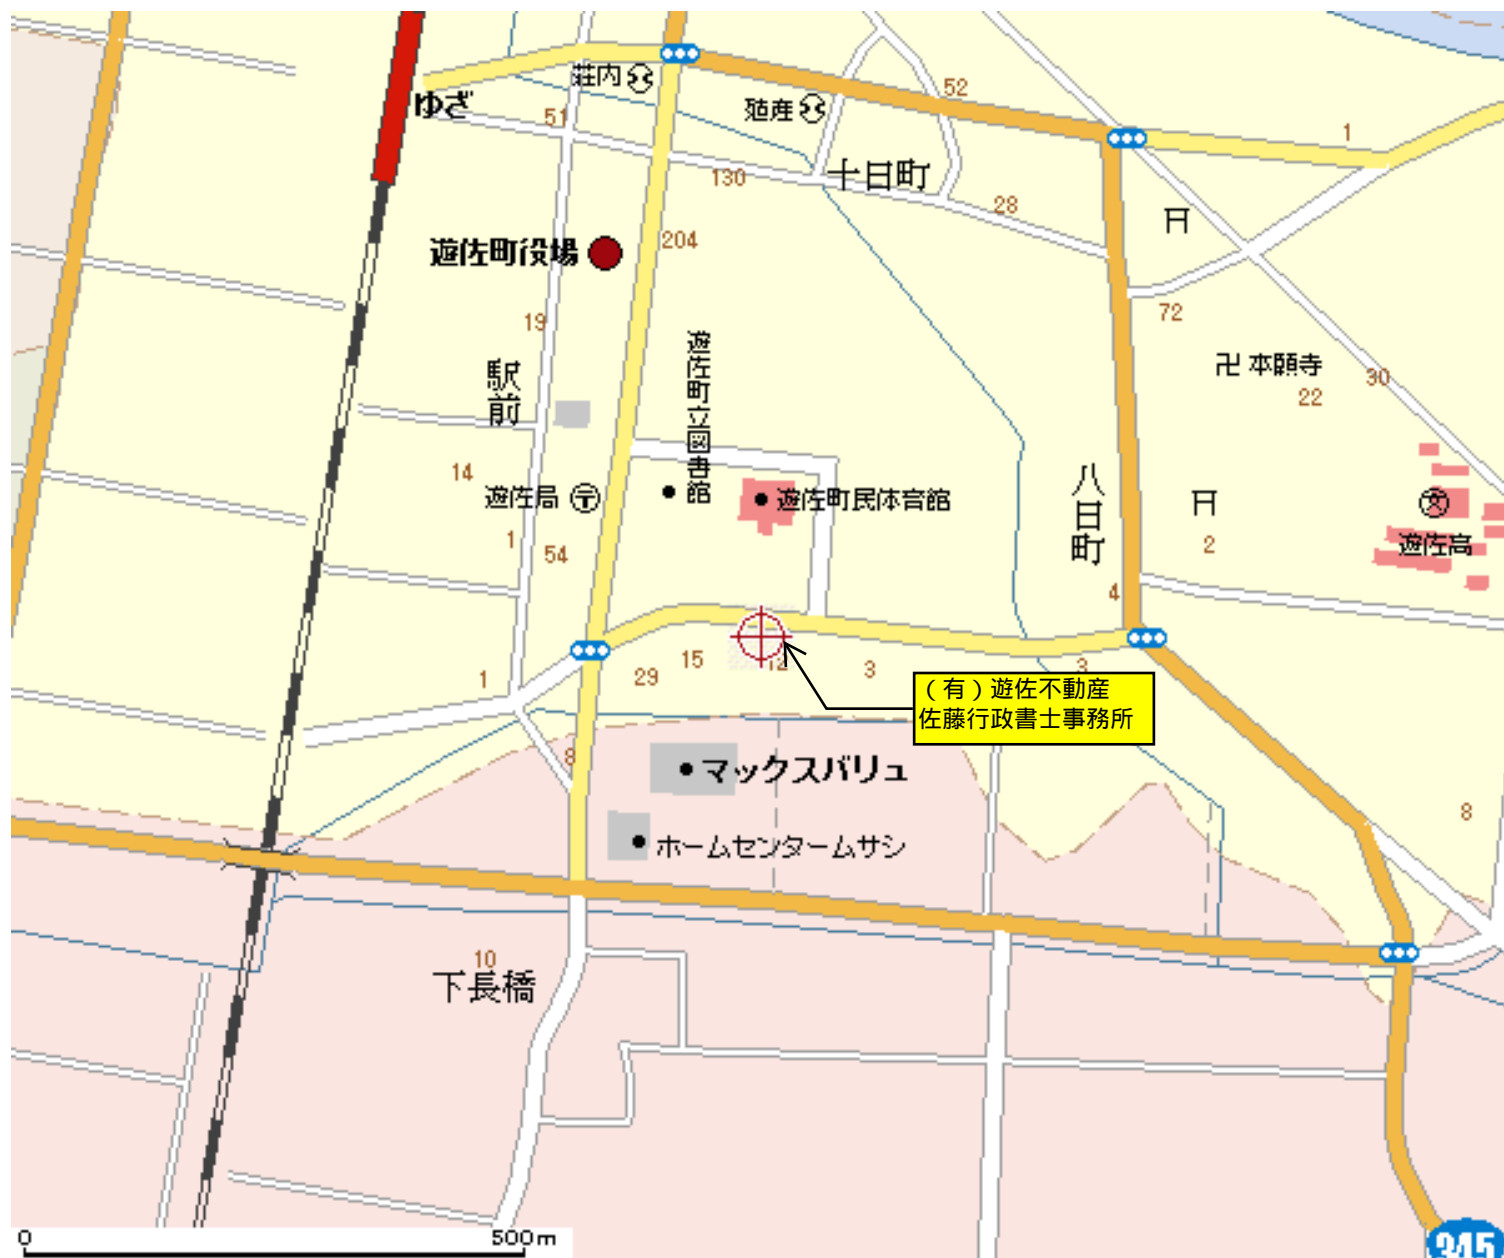 荘内
ゆざ
51
殖産
52
1
130
十日町
28
遊佐町役場
204
72
19
駅前
遊佐町立図書館
本願寺
22
30
14
遊佐局
遊佐町民体育館
八日町
1
54
2
遊佐高
4
1
29
15
12
3
3
(有)遊佐不動産
佐藤行政書士事務所
8
マックスバリュ
ホームセンタームサシ
8
10
下長橋
0
500m
345